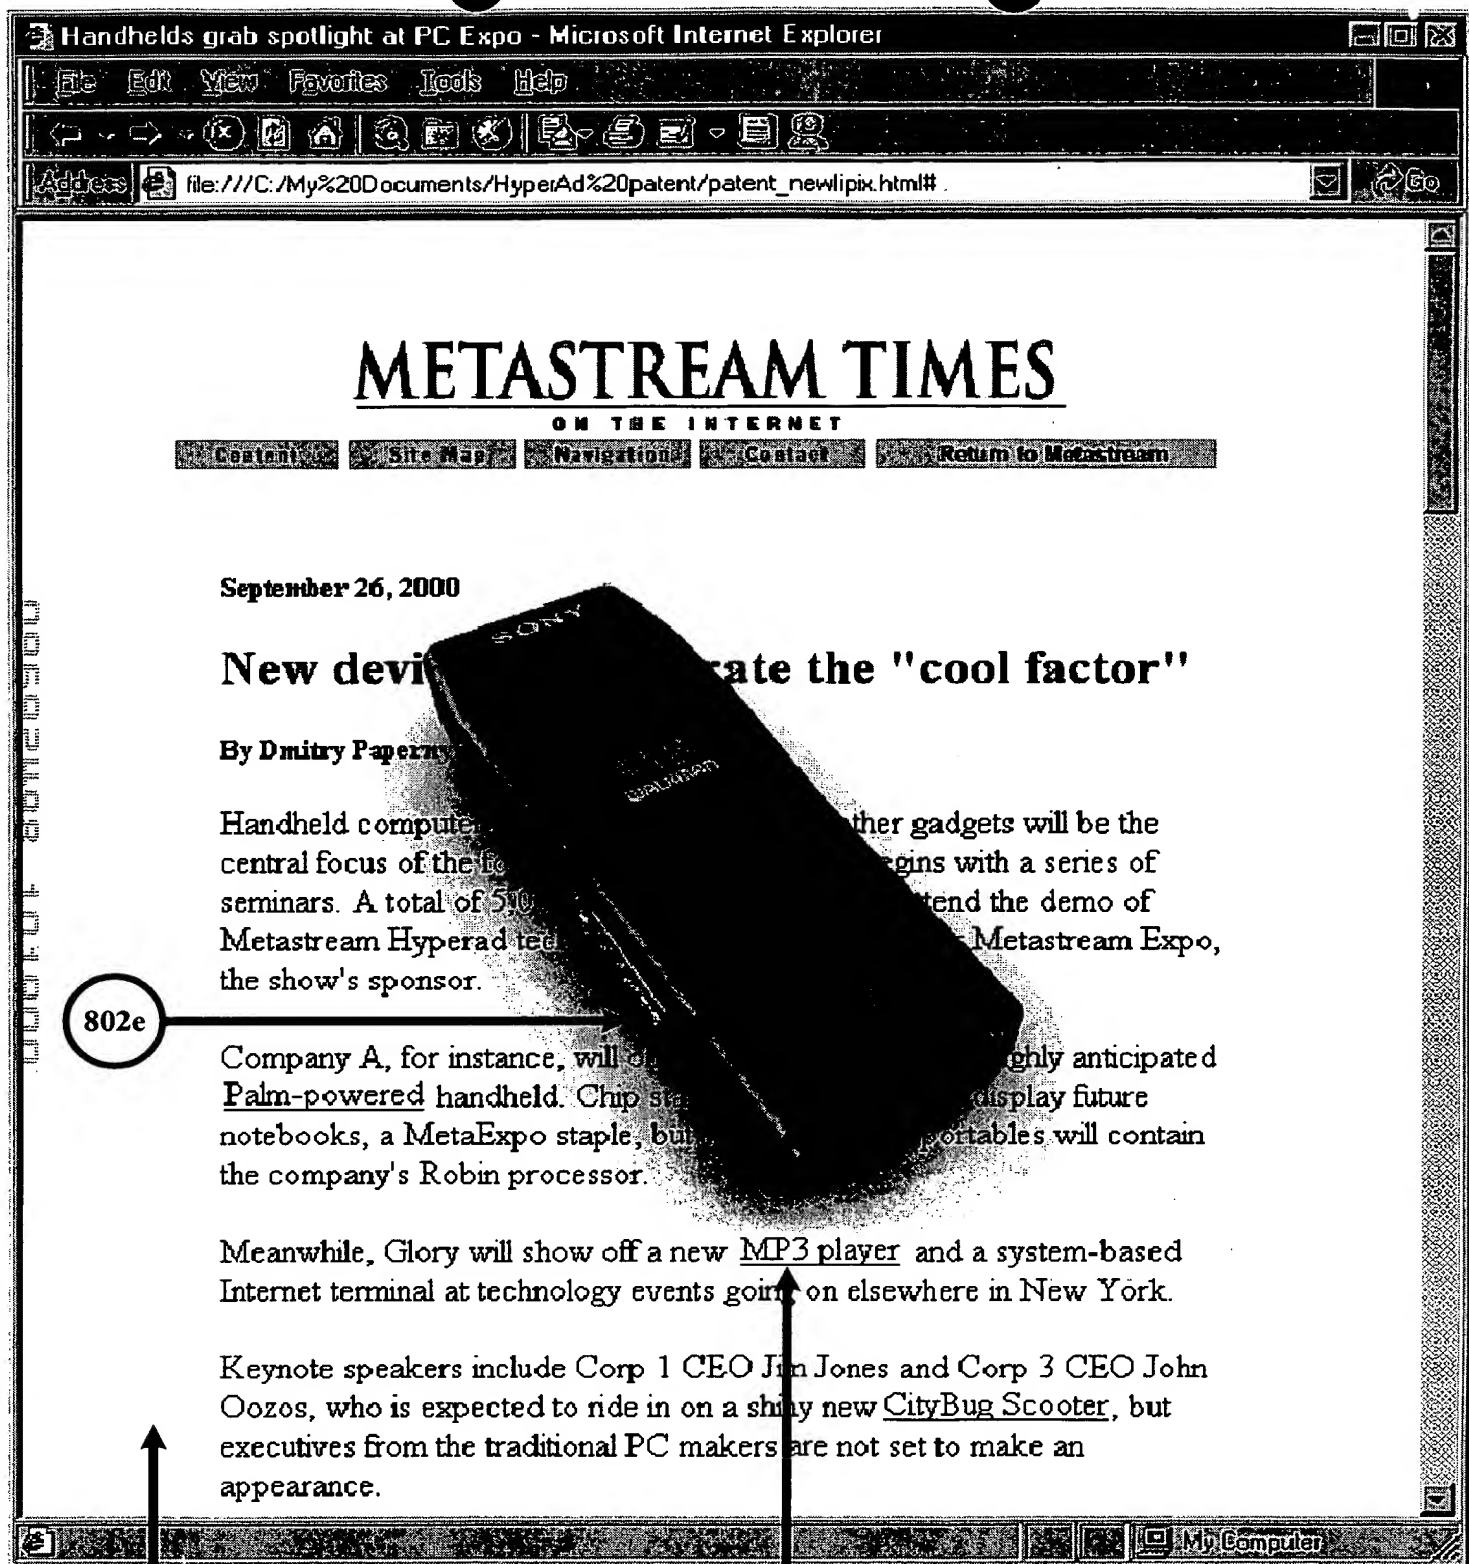 Handhelds grab spotlight at PC Expo - Microsoft Internet Explorer
File Edit View Favorites Tools Help
Address file:///C:/My%20Documents/HyperAd%20patent/patent_newlipix.html# Go
METASTREAM TIMES
ON THE INTERNET
Content Site Map Navigation Contact Return to Metastream
September 26, 2000
SONY
New devi ate the "cool factor"
By Dmitry Paperny
WALKMAN
Handheld compute ther gadgets will be the
central focus of the fo egins with a series of
seminars. A total of 5,0 tend the demo of
Metastream Hyperad tec Metastream Expo,
the show's sponsor.
802e
Company A, for instance, will o ghly anticipated
Palm-powered handheld. Chip st display future
notebooks, a MetaExpo staple, but ortables will contain
the company's Robin processor.
Meanwhile, Glory will show off a new MP3 player and a system-based
Internet terminal at technology events going on elsewhere in New York.
Keynote speakers include Corp 1 CEO Jim Jones and Corp 3 CEO John
Oozos, who is expected to ride in on a shiny new CityBug Scooter, but
executives from the traditional PC makers are not set to make an
appearance.
My Computer